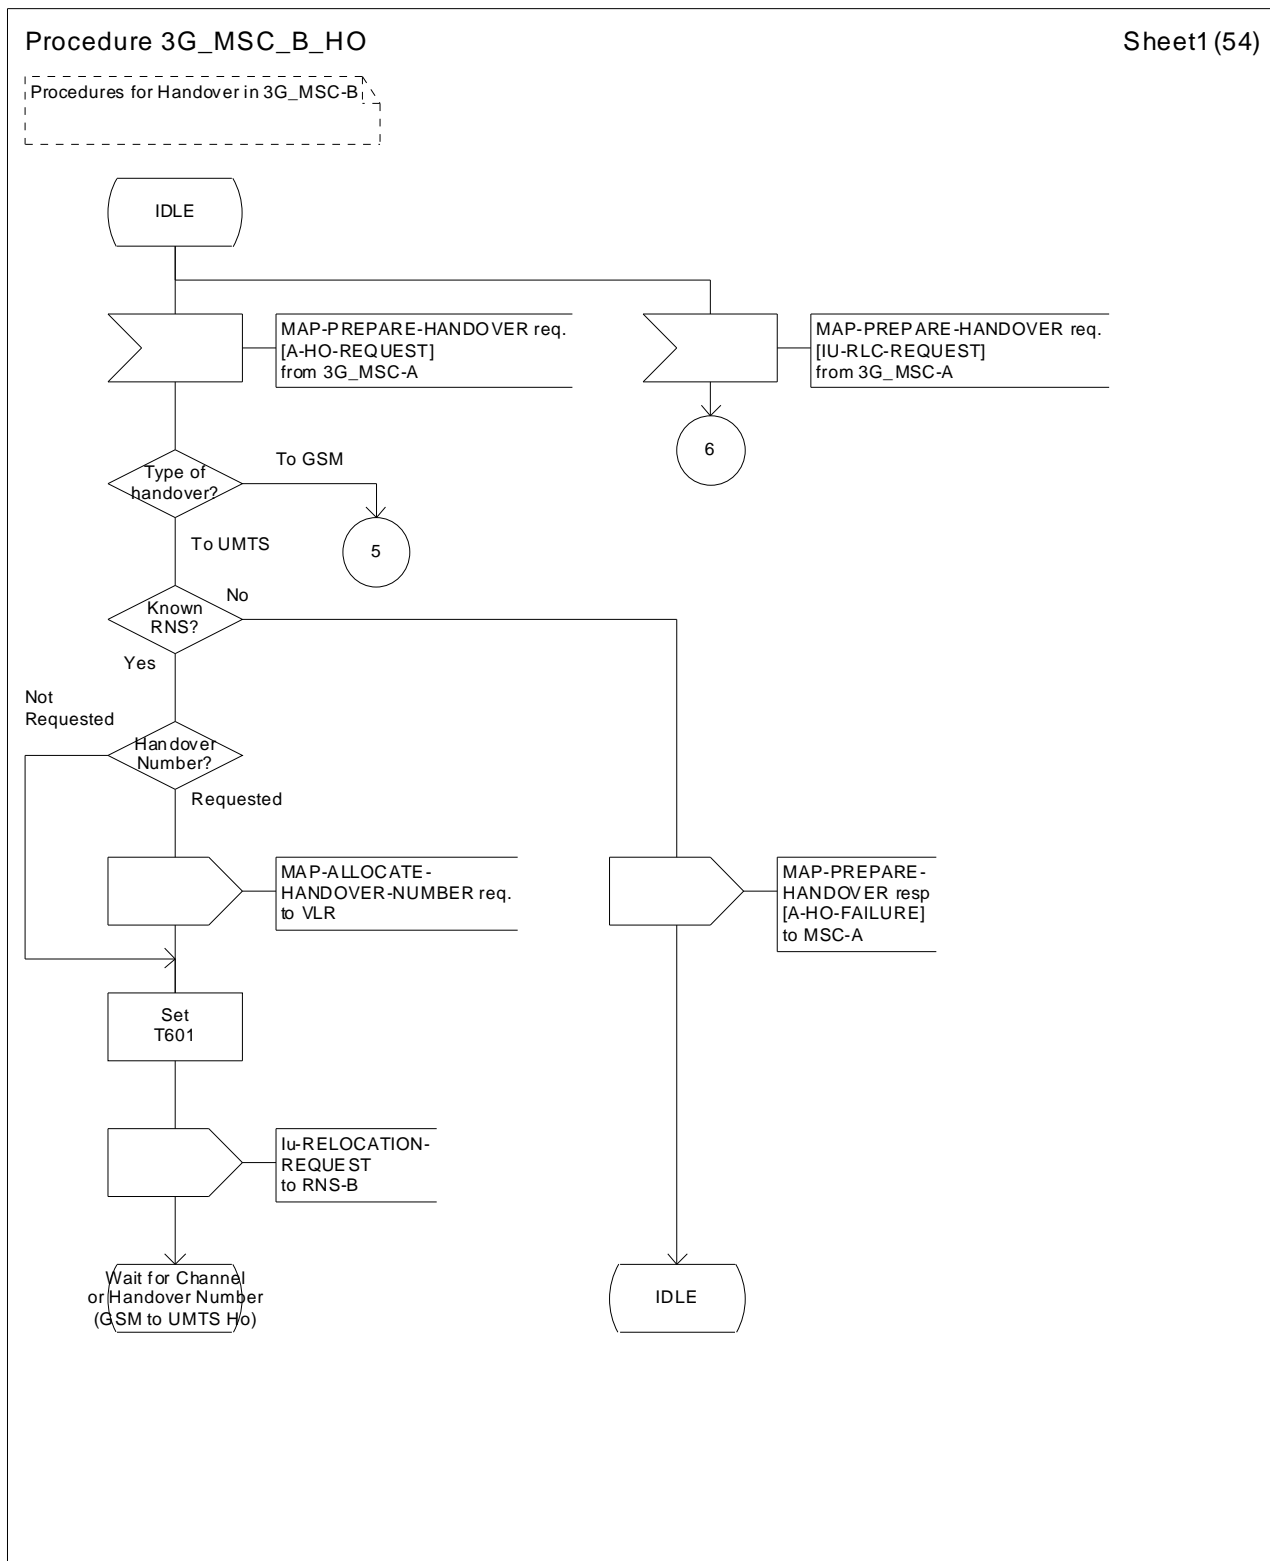 Procedure 3G_MSC_B_HO
Sheet1(54)
Procedures for Handover in 3G_MSC-B
IDLE
MAP-PREPARE-HANDOVER req.
[A-HO-REQUEST]
from 3G_MSC-A
MAP-PREPARE-HANDOVER req.
[IU-RLC-REQUEST]
from 3G_MSC-A
6
Type of
handover?
To GSM
5
To UMTS
Known
RNS?
No
Yes
Not
Requested
Handover
Number?
Requested
MAP-ALLOCATE-
HANDOVER-NUMBER req.
to VLR
MAP-PREPARE-
HANDOVER resp
[A-HO-FAILURE]
to MSC-A
Set
T601
Iu-RELOCATION-
REQUEST
to RNS-B
Wait for Channel
or Handover Number
(GSM to UMTS Ho)
IDLE